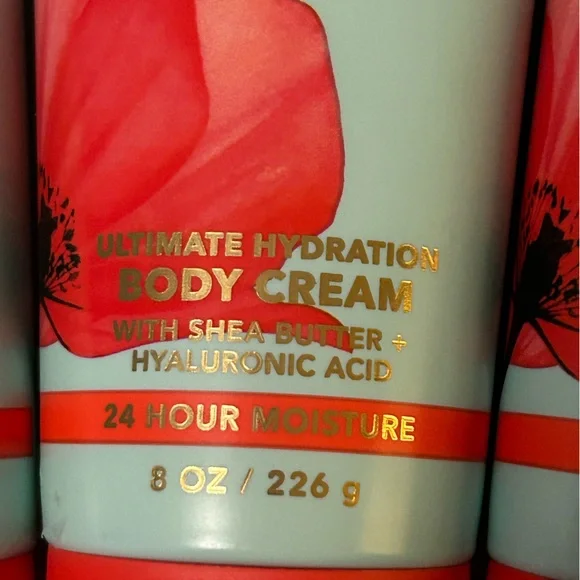 ULTIMATE HYDRATION
BODY CREAM
WITH SHEA BUTTER +
HYALURONIC ACID
24 HOUR MOISTURE
8 OZ / 226 g